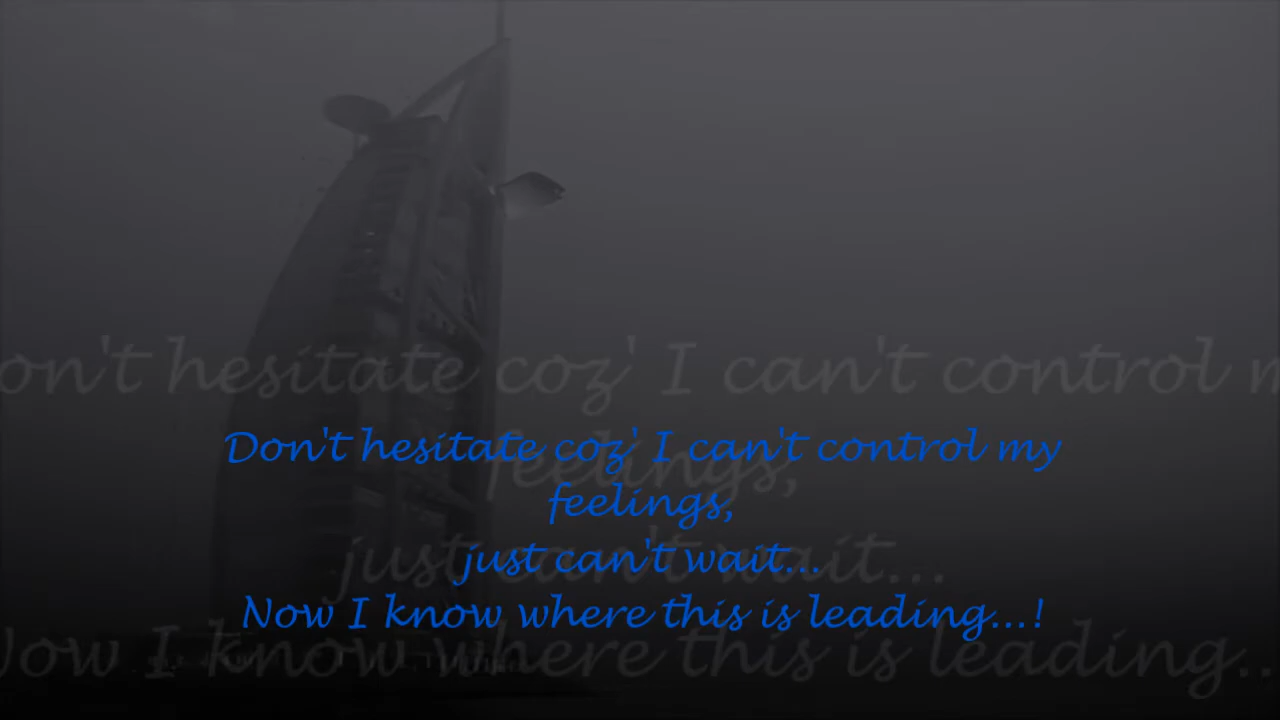 Don't hesitate coz' I can't control my
feelings,
just can't wait...
Now I know where this is leading...!